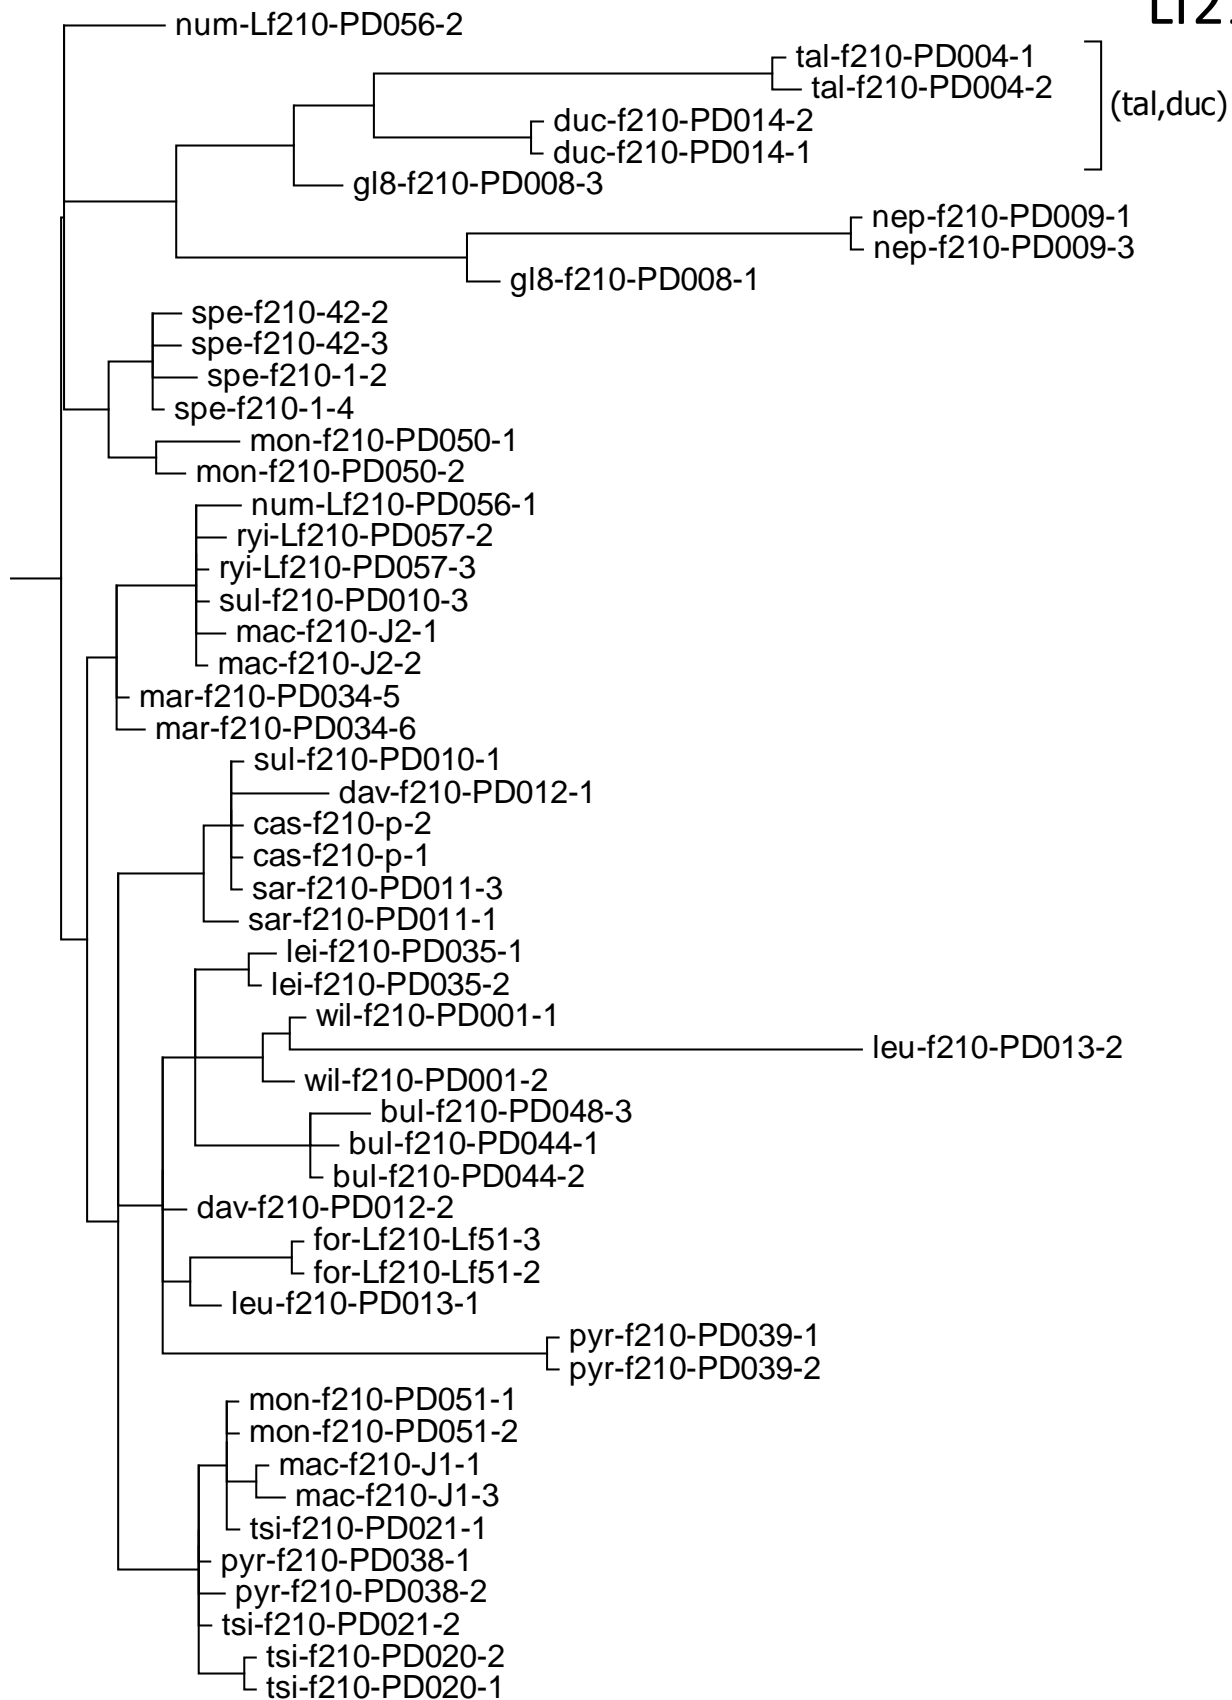 Lf2
num-Lf210-PD056-2
tal-f210-PD004-1
tal-f210-PD004-2
(tal,duc)
duc-f210-PD014-2
duc-f210-PD014-1
gl8-f210-PD008-3
nep-f210-PD009-1
nep-f210-PD009-3
gl8-f210-PD008-1
spe-f210-42-2
spe-f210-42-3
spe-f210-1-2
spe-f210-1-4
mon-f210-PD050-1
mon-f210-PD050-2
num-Lf210-PD056-1
ryi-Lf210-PD057-2
ryi-Lf210-PD057-3
sul-f210-PD010-3
mac-f210-J2-1
mac-f210-J2-2
mar-f210-PD034-5
mar-f210-PD034-6
sul-f210-PD010-1
dav-f210-PD012-1
cas-f210-p-2
cas-f210-p-1
sar-f210-PD011-3
sar-f210-PD011-1
lei-f210-PD035-1
lei-f210-PD035-2
wil-f210-PD001-1
leu-f210-PD013-2
wil-f210-PD001-2
bul-f210-PD048-3
bul-f210-PD044-1
bul-f210-PD044-2
dav-f210-PD012-2
for-Lf210-Lf51-3
for-Lf210-Lf51-2
leu-f210-PD013-1
pyr-f210-PD039-1
pyr-f210-PD039-2
mon-f210-PD051-1
mon-f210-PD051-2
mac-f210-J1-1
mac-f210-J1-3
tsi-f210-PD021-1
pyr-f210-PD038-1
pyr-f210-PD038-2
tsi-f210-PD021-2
tsi-f210-PD020-2
tsi-f210-PD020-1